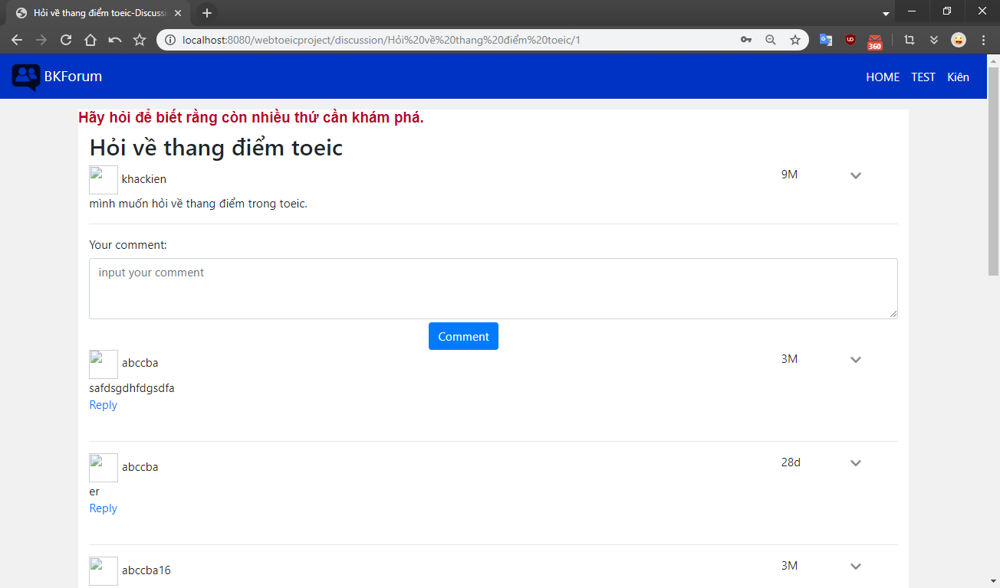 Hỏi về thang điểm toeic-Discussi
localhost:8080/webtoeicproject/discussion/Hỏi%20về%20thang%20điểm%20toeic/1
360
BKForum
HOME TEST Kiên
Hãy hỏi để biết rằng còn nhiều thứ cần khám phá.
Hỏi về thang điểm toeic
khackien 9M
mình muốn hỏi về thang điểm trong toeic.
Your comment:
input your comment
Comment
abccba 3M
safdsgdhfdgsdfa
Reply
abccba 28d
er
Reply
abccba16 3M